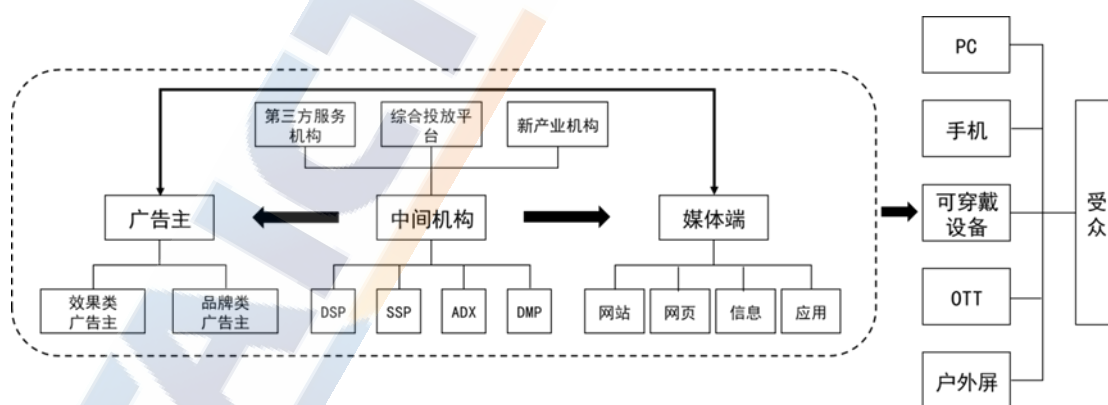 PC
第三方服务
机构
综合投放平
台
新产业机构
手机
广告主
中间机构
媒体端
可穿戴
设备
受
众
效果类
广告主
品牌类
广告主
DSP
SSP
ADX
DMP
网站
网页
信息
应用
OTT
户外屏